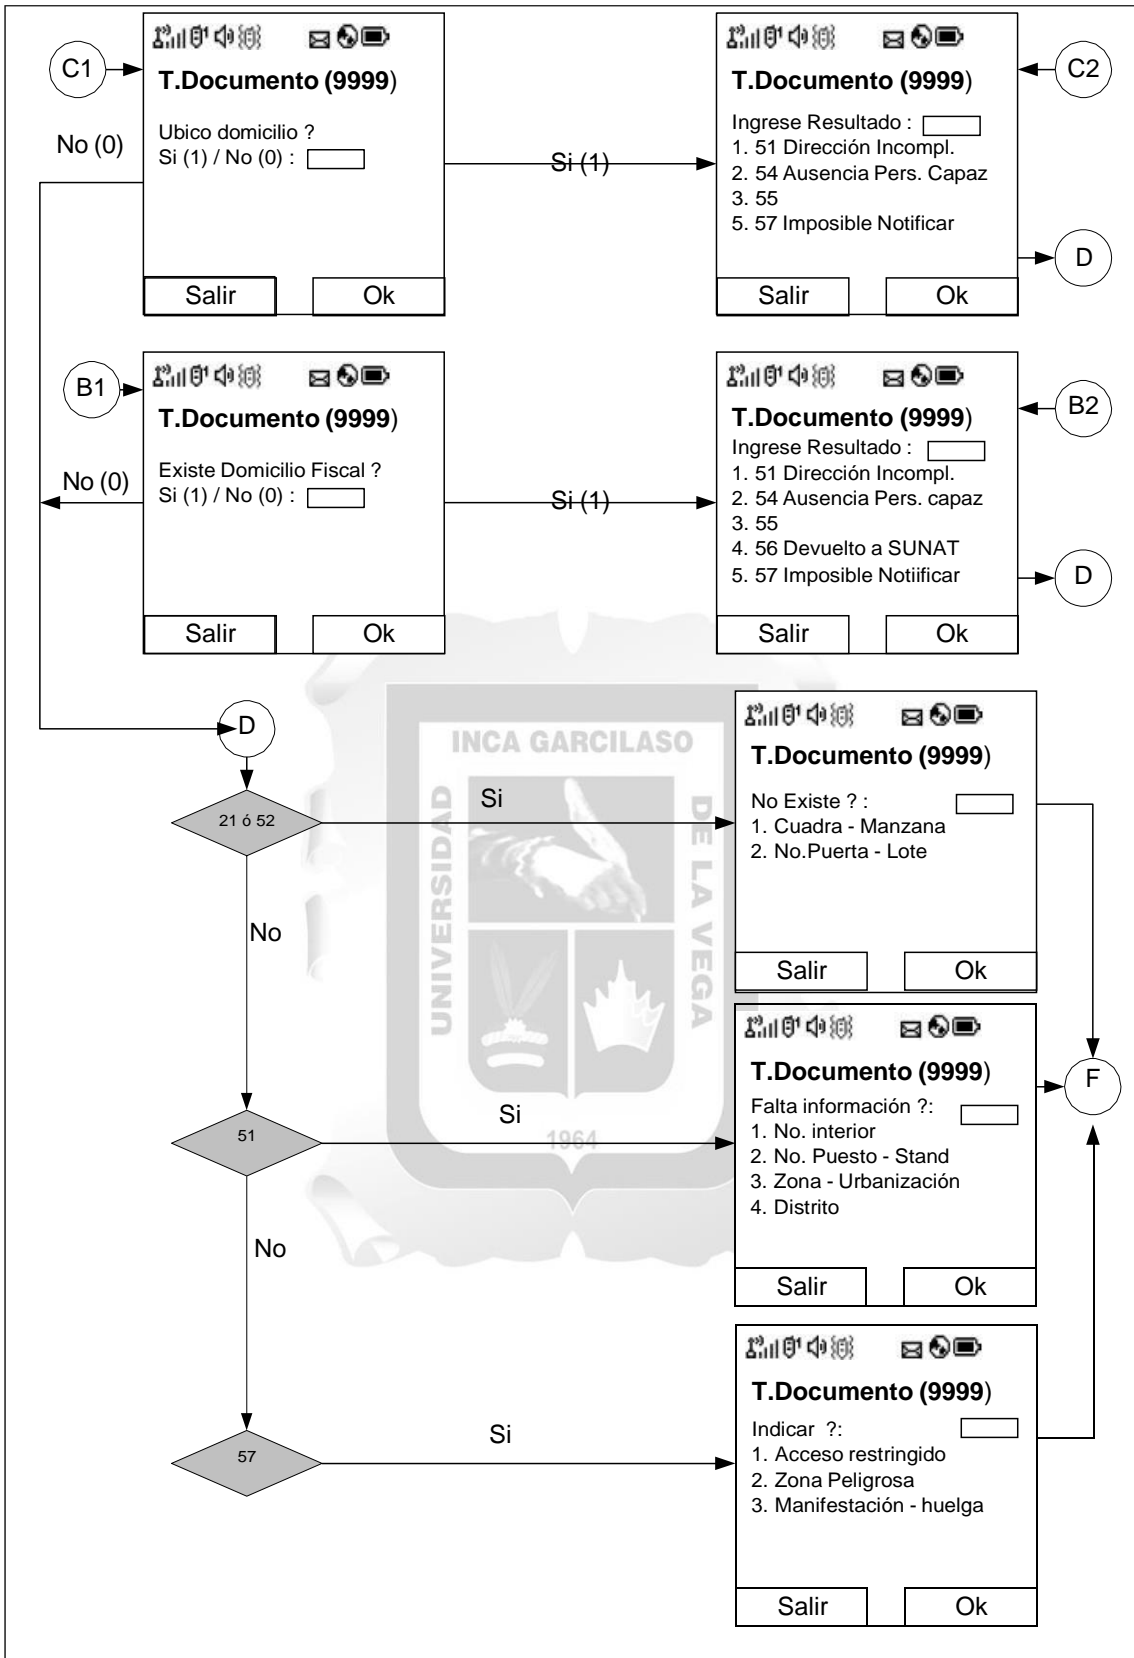 C1
T.Documento (9999)
Ubico domicilio ?
Si (1) / No (0) :
No (0)
Salir
Ok
Si (1)
C2
T.Documento (9999)
Ingrese Resultado :
1. 51 Dirección Incompl.
2. 54 Ausencia Pers. Capaz
3. 55
5. 57 Imposible Notificar
D
Salir
Ok
B1
T.Documento (9999)
Existe Domicilio Fiscal ?
Si (1) / No (0) :
No (0)
Salir
Ok
Si (1)
B2
T.Documento (9999)
Ingrese Resultado :
1. 51 Dirección Incompl.
2. 54 Ausencia Pers. capaz
3. 55
4. 56 Devuelto a SUNAT
5. 57 Imposible Notiificar
D
Salir
Ok
D
21 ó 52
Si
No
T.Documento (9999)
No Existe ? :
1. Cuadra - Manzana
2. No.Puerta - Lote
Salir
Ok
51
Si
No
T.Documento (9999)
Falta información ?:
1. No. interior
2. No. Puesto - Stand
3. Zona - Urbanización
4. Distrito
Salir
Ok
F
57
Si
T.Documento (9999)
Indicar ?:
1. Acceso restringido
2. Zona Peligrosa
3. Manifestación - huelga
Salir
Ok
UNIVERSIDAD
INCA GARCILASO
DE LA VEGA
1964